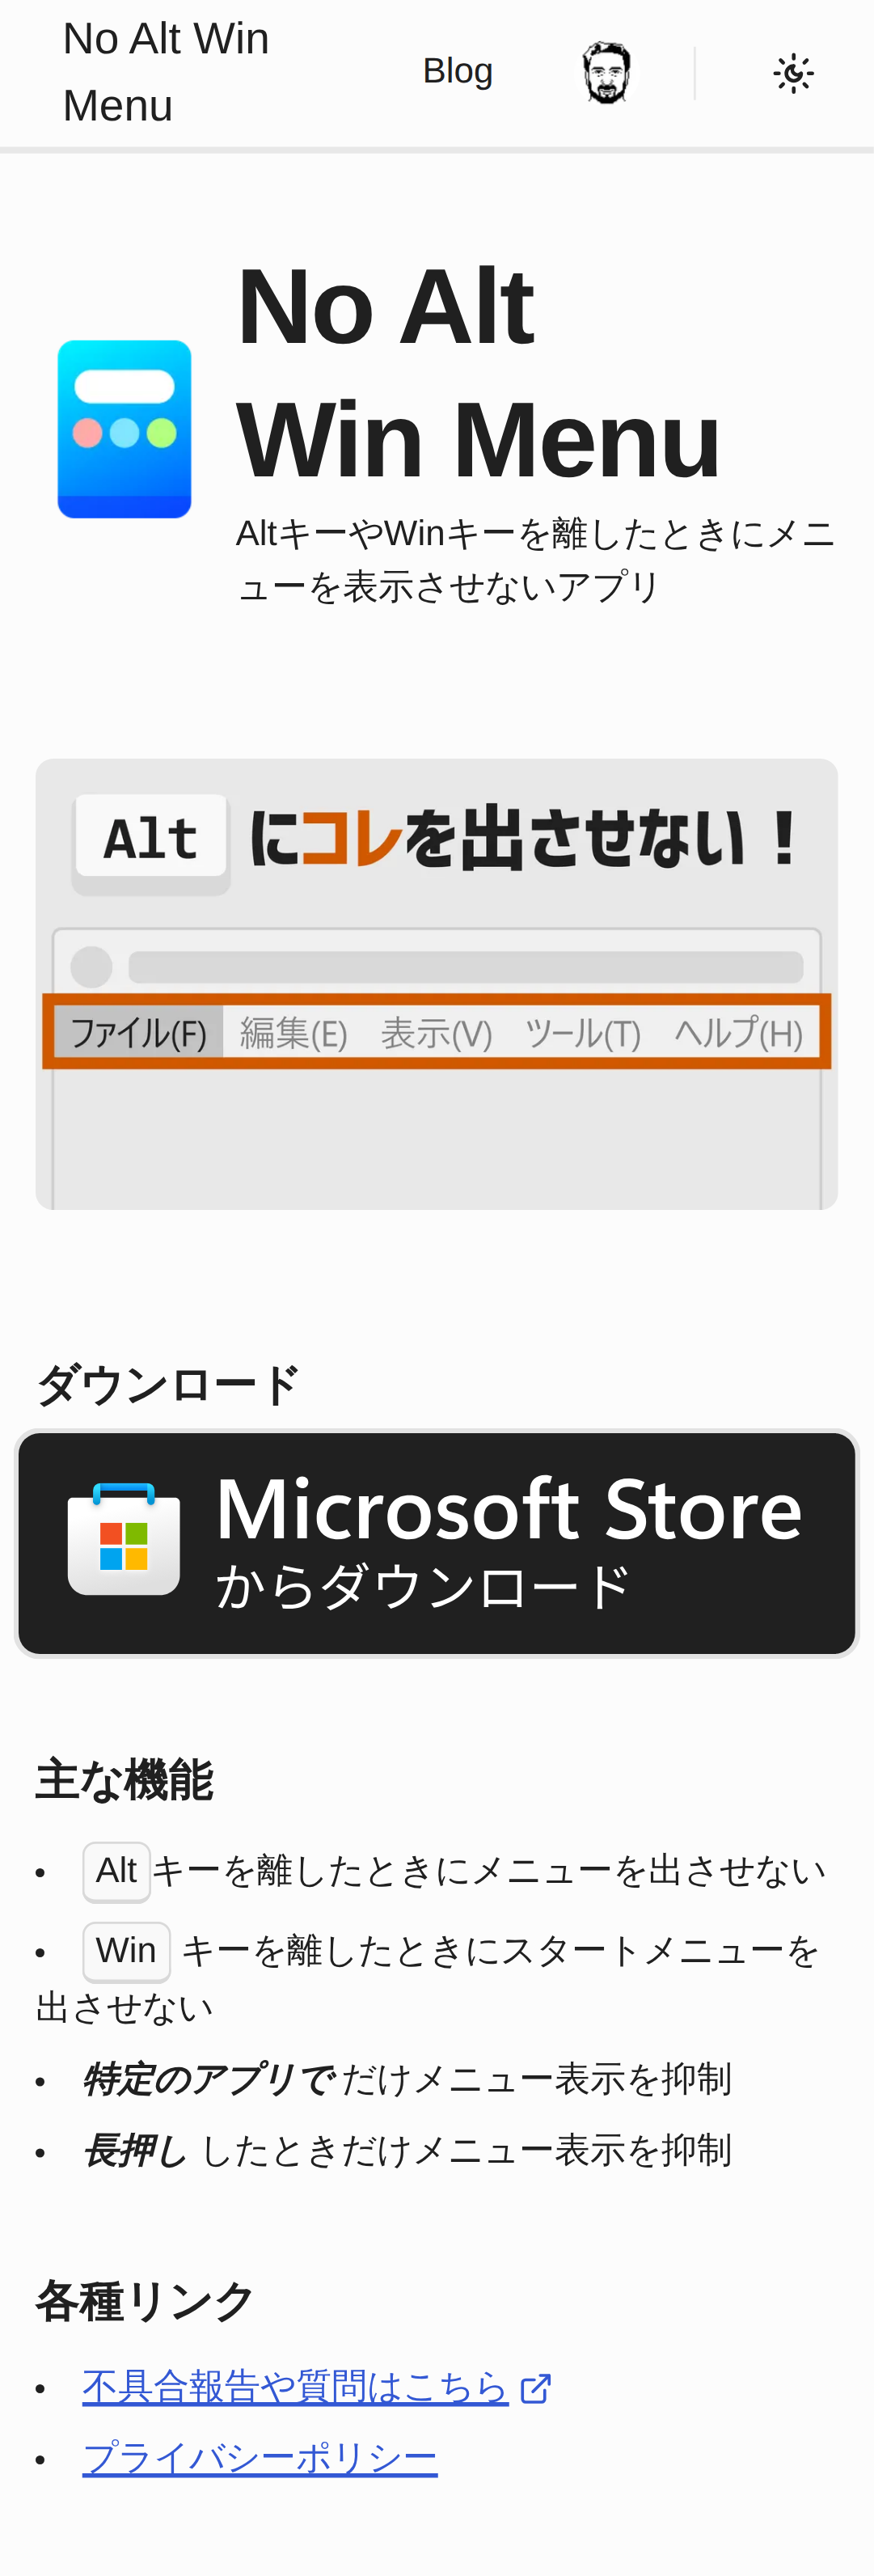 No Alt Win
Menu
Blog
No Alt
Win Menu
AltキーやWinキーを離したときにメニ
ューを表示させないアプリ
Alt にコレを出させない！
ファイル(F) 編集(E) 表示(V) ツール(T) ヘルプ(H)
ダウンロード
Microsoft Store
からダウンロード
主な機能
• Alt キーを離したときにメニューを出させない
• Win キーを離したときにスタートメニューを
出させない
• 特定のアプリで だけメニュー表示を抑制
• 長押し したときだけメニュー表示を抑制
各種リンク
• 不具合報告や質問はこちら
• プライバシーポリシー